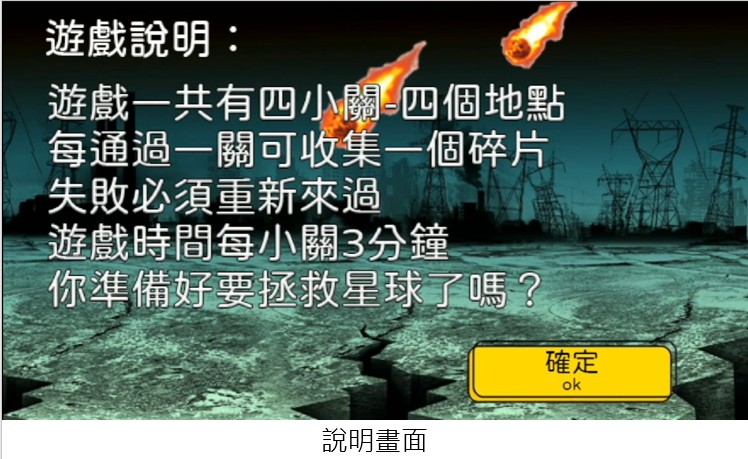 遊戲說明：
遊戲一共有四小關-四個地點
每通過一關可收集一個碎片
失敗必須重新來過
遊戲時間每小關3分鐘
你準備好要拯救星球了嗎？
確定
ok
說明畫面